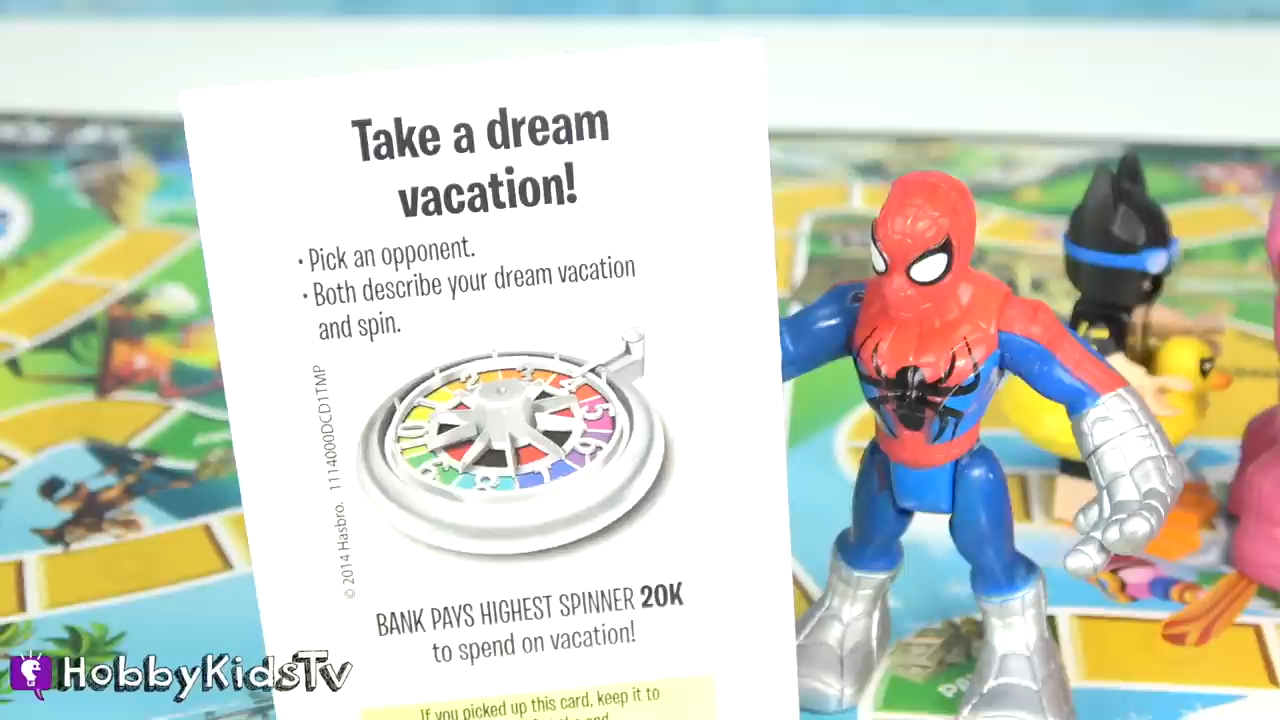 Take a dream
vacation!
• Pick an opponent.
• Both describe your dream vacation
and spin.
© 2014 Hasbro. 1114000DCD1TMP
BANK PAYS HIGHEST SPINNER 20K
to spend on vacation!
If you picked up this card, keep it to
HobbyKidsTV